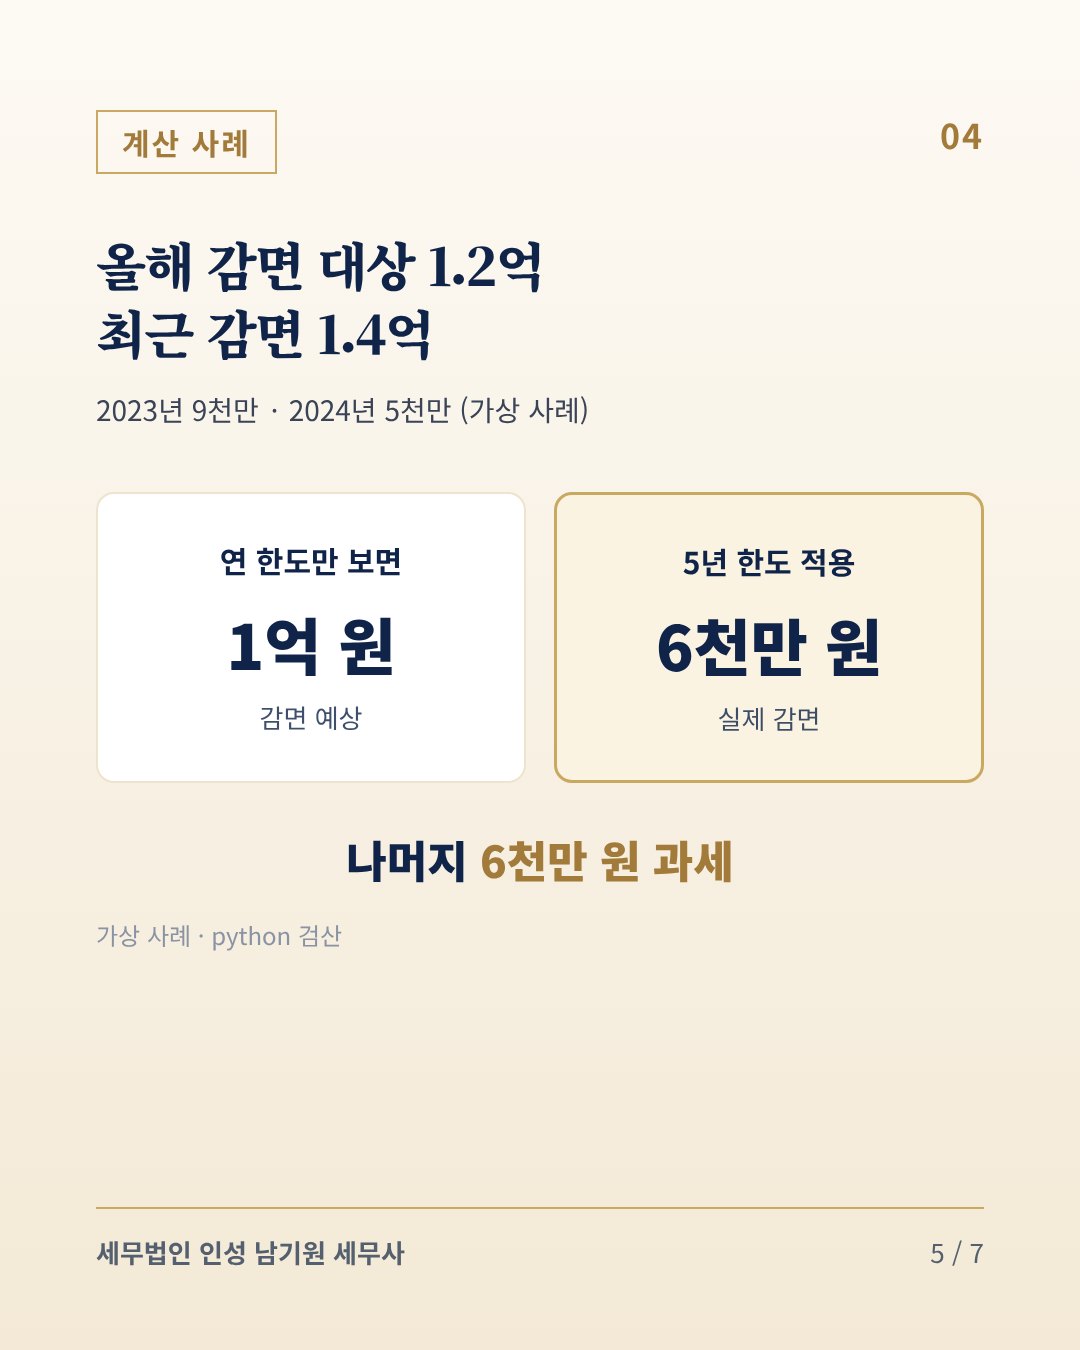 계산 사례
04
올해 감면 대상 1.2억
최근 감면 1.4억
2023년 9천만 · 2024년 5천만 (가상 사례)
연 한도만 보면
1억 원
감면 예상
5년 한도 적용
6천만 원
실제 감면
나머지 6천만 원 과세
가상 사례 · python 검산
세무법인 인성 남기원 세무사
5 / 7